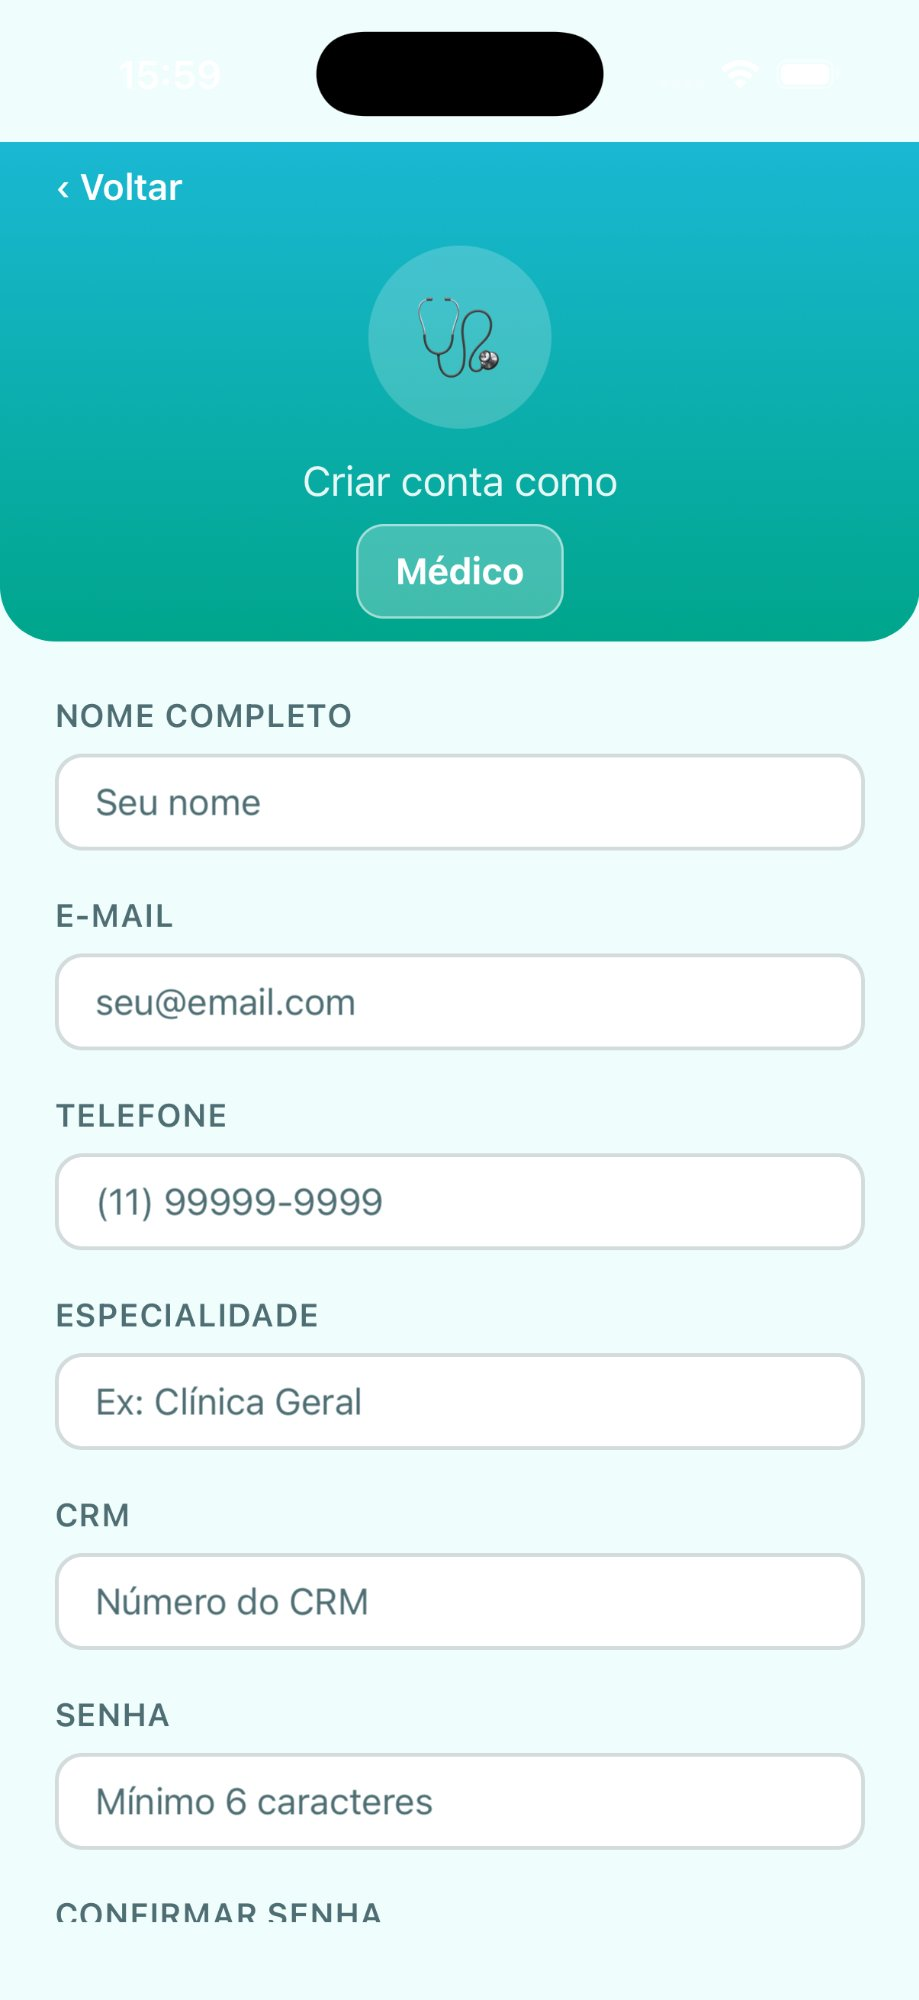 15:59
‹ Voltar
Criar conta como
Médico
NOME COMPLETO
Seu nome
E-MAIL
seu@email.com
TELEFONE
(11) 99999-9999
ESPECIALIDADE
Ex: Clínica Geral
CRM
Número do CRM
SENHA
Mínimo 6 caracteres
CONFIRMAR SENHA